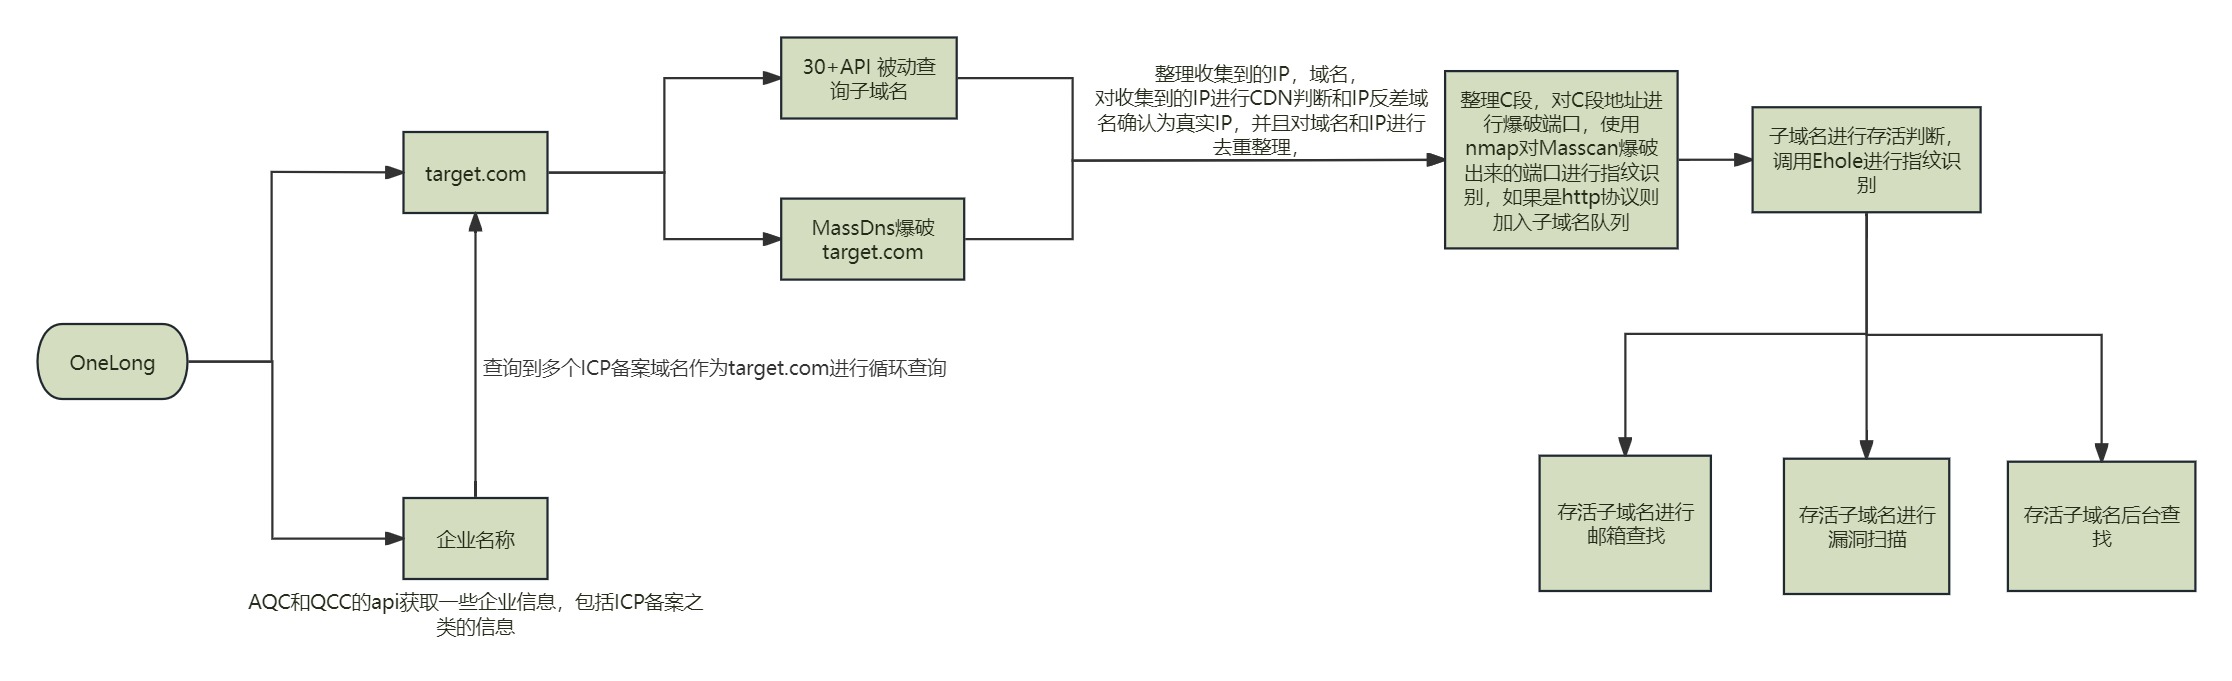 30+API 被动查
询子域名
整理收集到的IP，域名，
对收集到的IP进行CDN判断和IP反差域
名确认为真实IP，并且对域名和IP进行
去重整理，
整理C段，对C段地址进
行爆破端口，使用
nmap对Masscan爆破
出来的端口进行指纹识
别，如果是http协议则
加入子域名队列
子域名进行存活判断，
调用Ehole进行指纹识
别
target.com
MassDns爆破
target.com
OneLong
查询到多个ICP备案域名作为target.com进行循环查询
企业名称
AQC和QCC的api获取一些企业信息，包括ICP备案之
类的信息
存活子域名进行
邮箱查找
存活子域名进行
漏洞扫描
存活子域名后台查
找